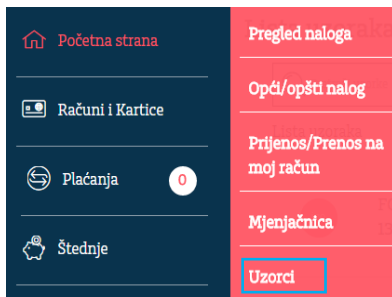 Početna strana
Računi i Kartice
Plaćanja 0
Štednje
Pregled naloga
Opći/opšti nalog
Prijenos/Prenos na
moj račun
Mjenjačnica
Uzorci